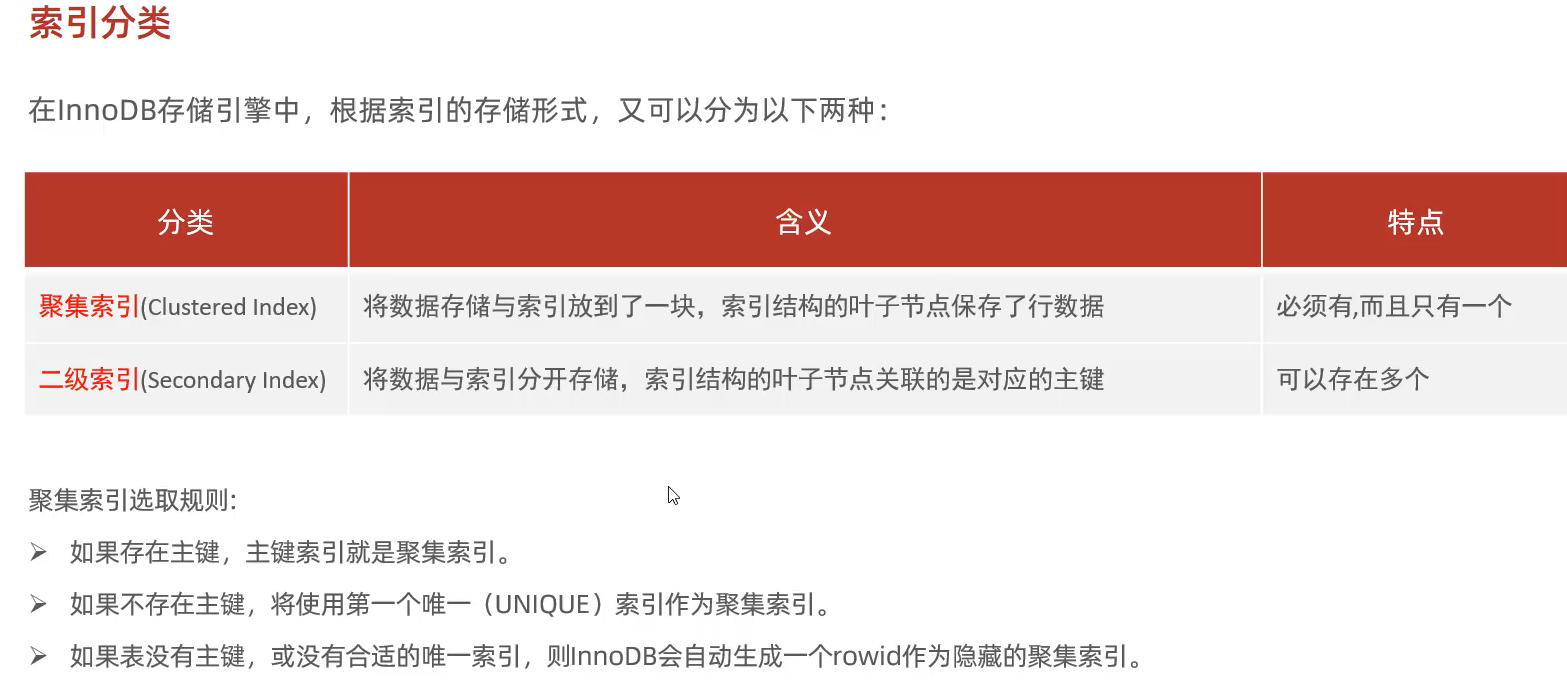 索引分类
在InnoDB存储引擎中，根据索引的存储形式，又可以分为以下两种：
分类 含义 特点
聚集索引(Clustered Index) 将数据存储与索引放到了一块，索引结构的叶子节点保存了行数据 必须有,而且只有一个
二级索引(Secondary Index) 将数据与索引分开存储，索引结构的叶子节点关联的是对应的主键 可以存在多个
聚集索引选取规则:
➢ 如果存在主键，主键索引就是聚集索引。
➢ 如果不存在主键，将使用第一个唯一（UNIQUE）索引作为聚集索引。
➢ 如果表没有主键，或没有合适的唯一索引，则InnoDB会自动生成一个rowid作为隐藏的聚集索引。